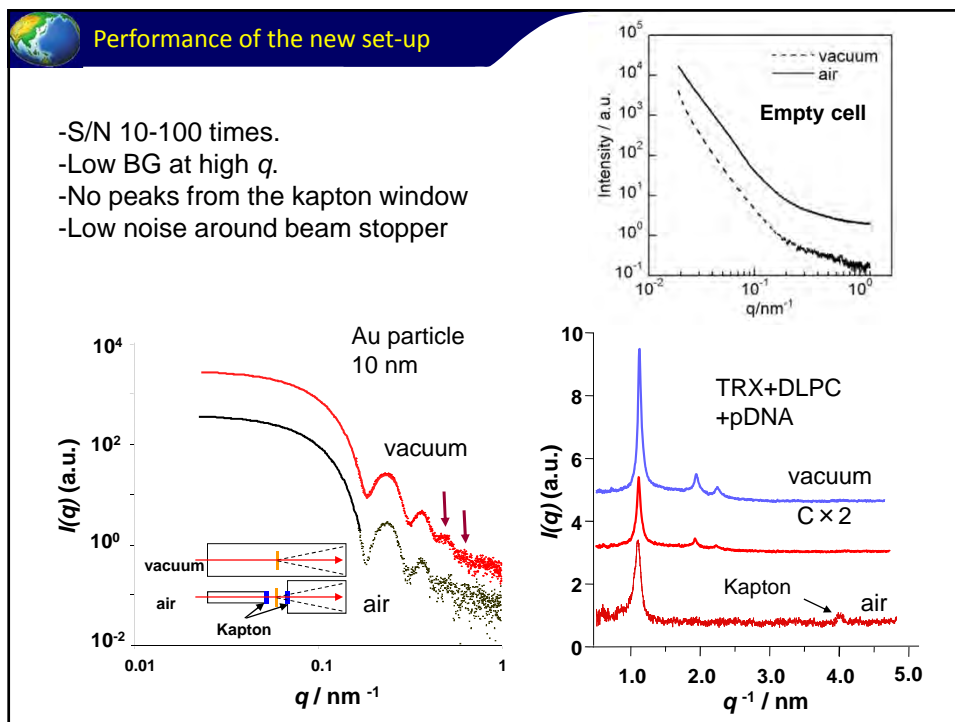 Performance of the new set-up
-S/N 10-100 times.
-Low BG at high q.
-No peaks from the kapton window
-Low noise around beam stopper
10^5
10^4
10^3
10^2
10^1
10^0
10^-1
Intensity / a.u.
vacuum
air
Empty cell
10^-2
10^-1
10^0
q/nm^-1
10^4
10^2
10^0
10^-2
I(q) (a.u.)
Au particle
10 nm
vacuum
vacuum
air
Kapton
air
0.01
0.1
1
q / nm ^-1
10
8
6
4
2
0
I(q) (a.u.)
TRX+DLPC
+pDNA
vacuum
C×2
Kapton
air
1.0
2.0
3.0
4.0
5.0
q ^-1 / nm